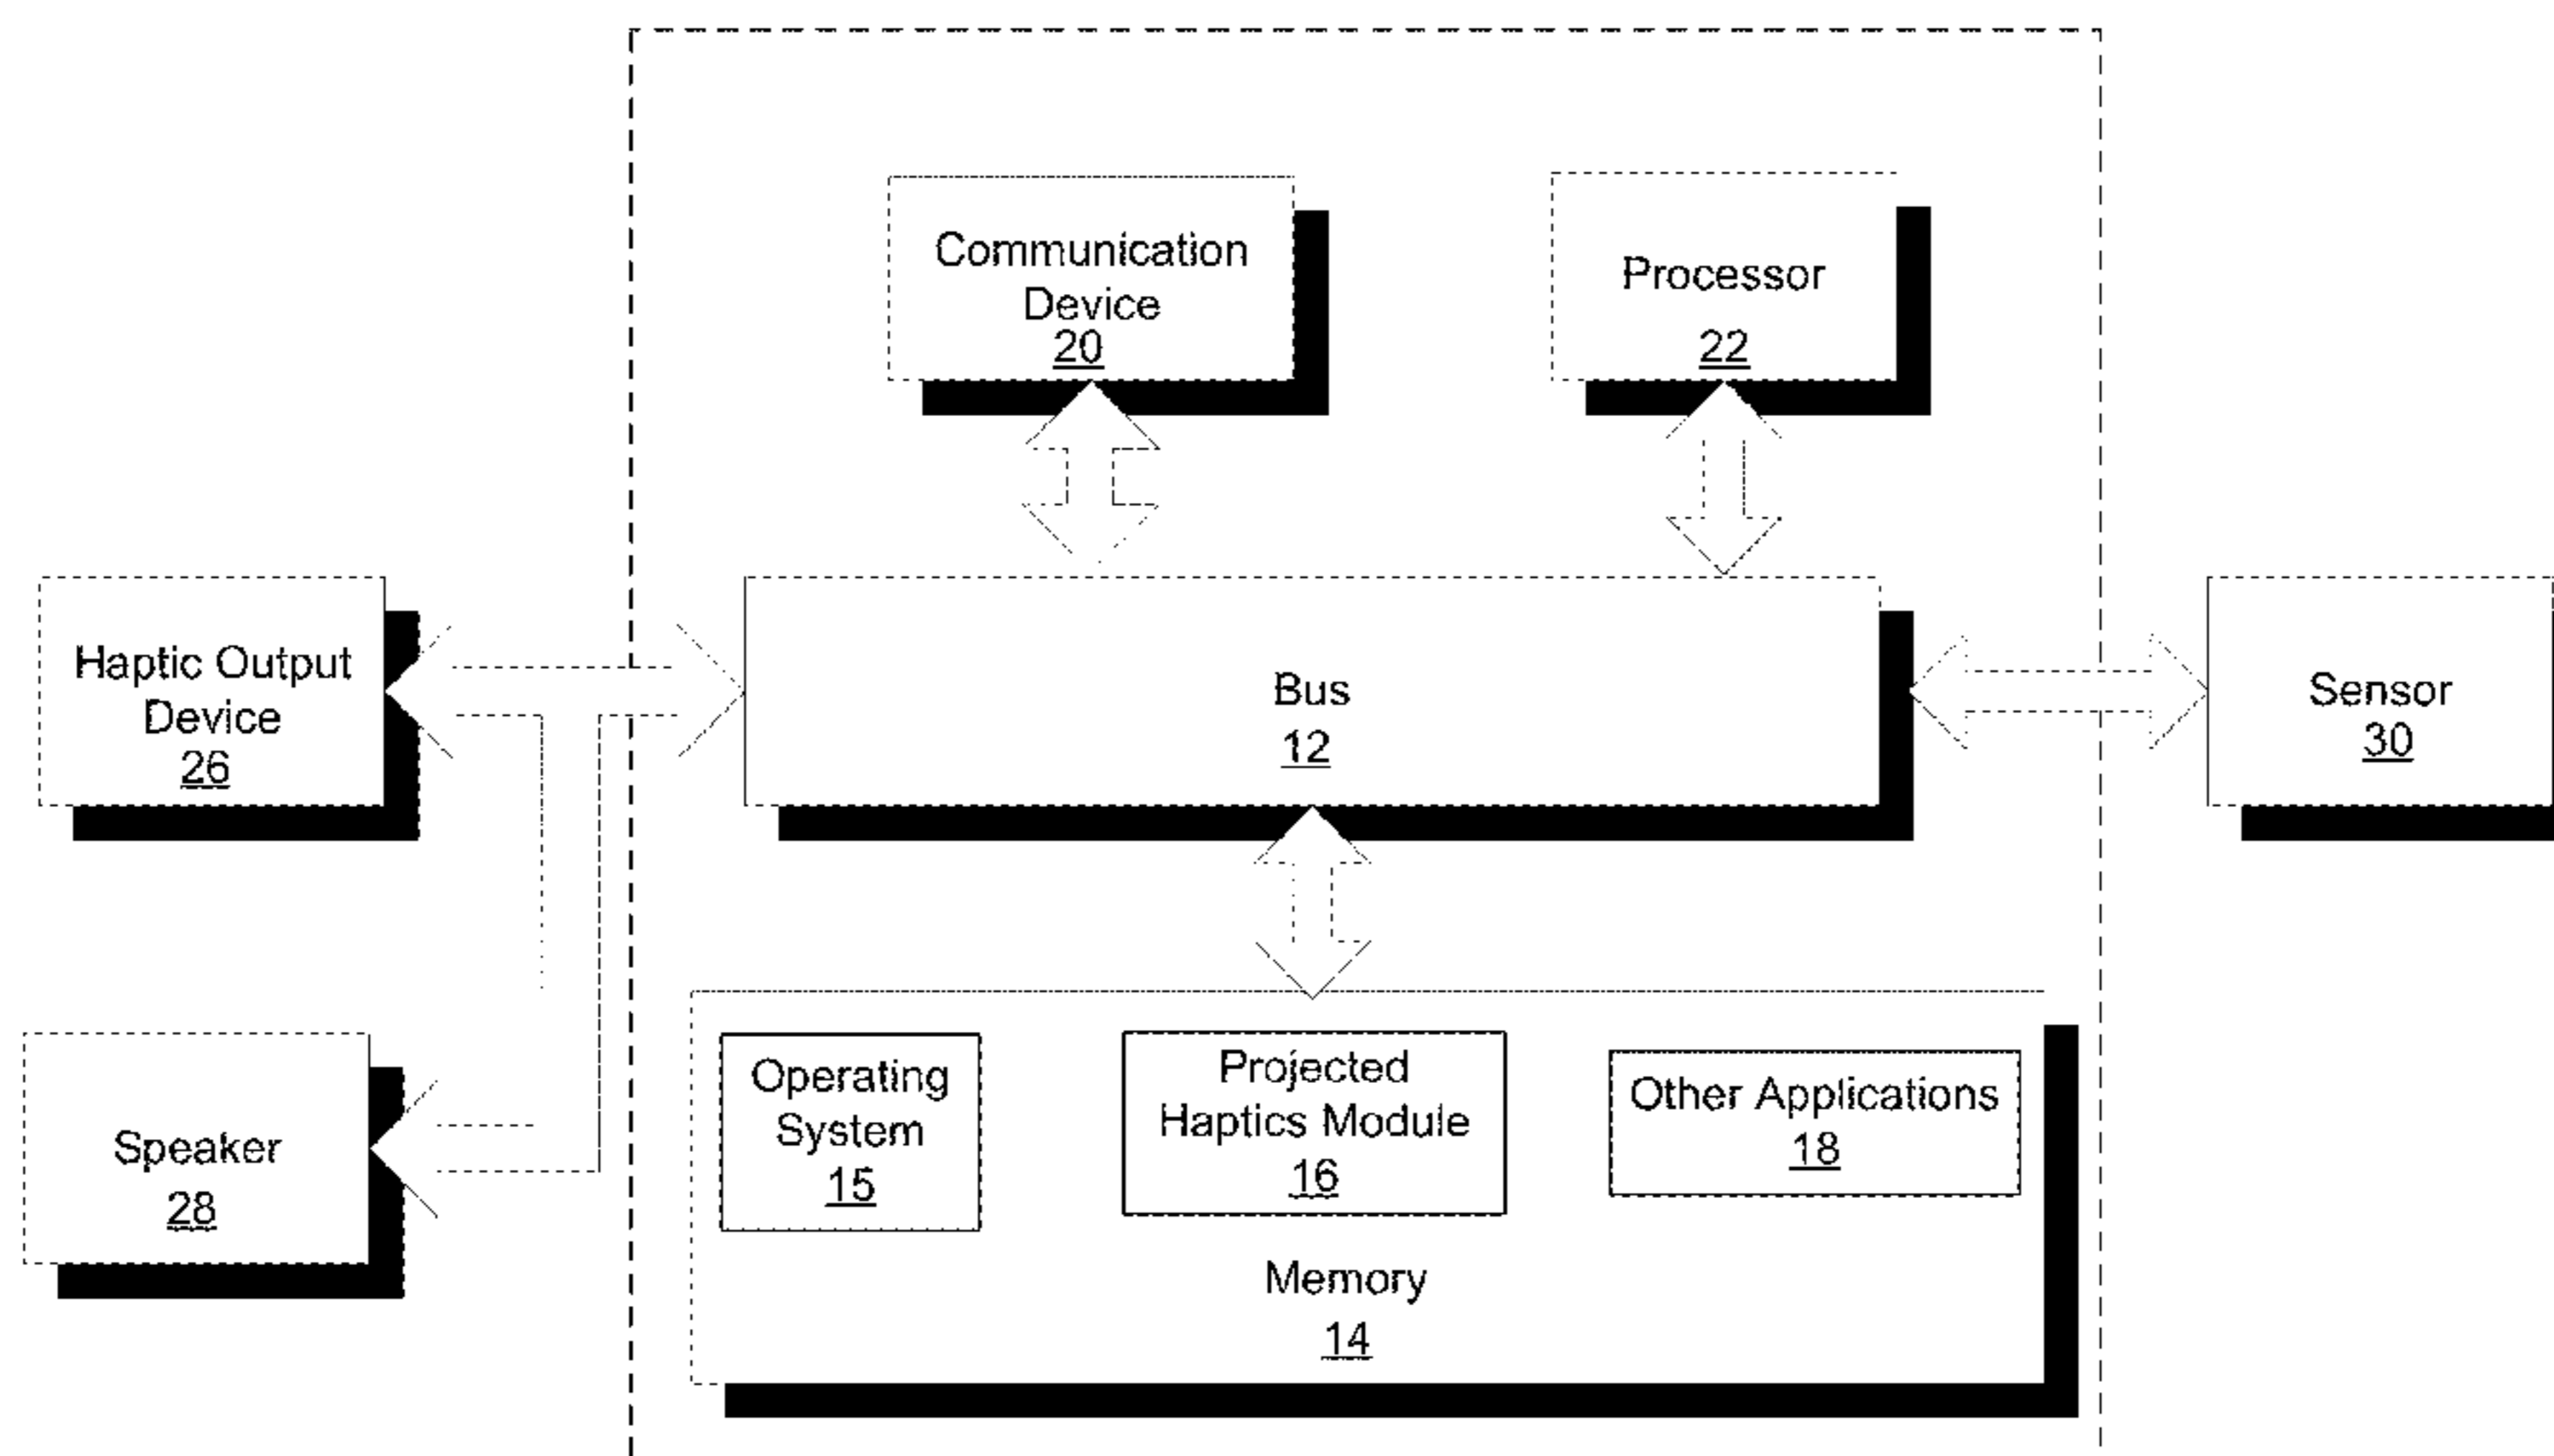 Communication
Device
20
Processor
22
Haptic Output
Device
26
Bus
12
Sensor
30
Speaker
28
Operating
System
15
Projected
Haptics Module
16
Other Applications
18
Memory
14